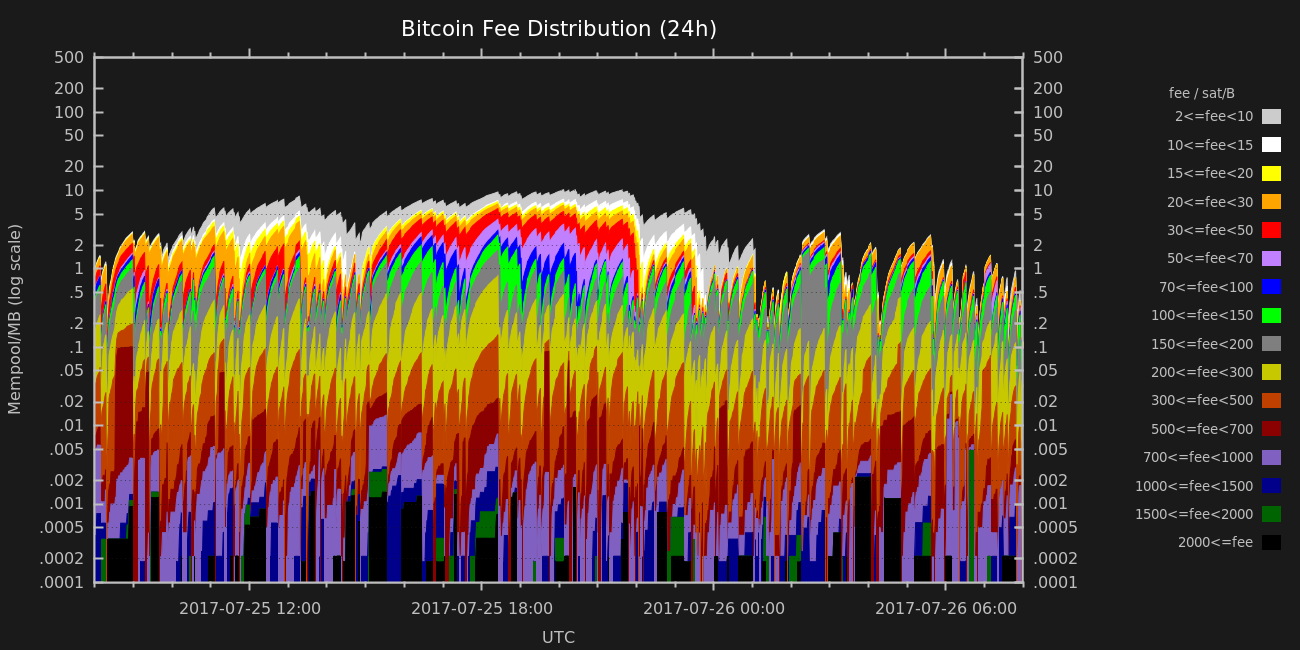 Bitcoin Fee Distribution (24h)
500
200
100
50
20
10
5
2
1
.5
.2
.1
.05
.02
.01
.005
.002
.001
.0005
.0002
.0001
Mempool/MB (log scale)
500
200
100
50
20
10
5
2
1
.5
.2
.1
.05
.02
.01
.005
.002
.001
.0005
.0002
.0001
2017-07-25 12:00
2017-07-25 18:00
2017-07-26 00:00
2017-07-26 06:00
UTC
fee / sat/B
2<=fee<10
10<=fee<15
15<=fee<20
20<=fee<30
30<=fee<50
50<=fee<70
70<=fee<100
100<=fee<150
150<=fee<200
200<=fee<300
300<=fee<500
500<=fee<700
700<=fee<1000
1000<=fee<1500
1500<=fee<2000
2000<=fee